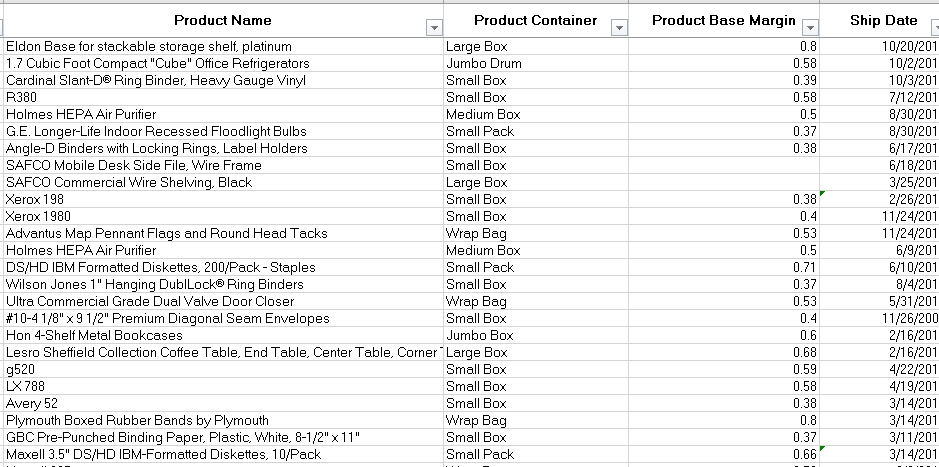 Product Name Product Container Product Base Margin Ship Date
Eldon Base for stackable storage shelf, platinum Large Box 0.8 10/20/201
1.7 Cubic Foot Compact "Cube" Office Refrigerators Jumbo Drum 0.58 10/2/201
Cardinal Slant-D® Ring Binder, Heavy Gauge Vinyl Small Box 0.39 10/3/201
R380 Small Box 0.58 7/12/201
Holmes HEPA Air Purifier Medium Box 0.5 8/30/201
G.E. Longer-Life Indoor Recessed Floodlight Bulbs Small Pack 0.37 8/30/201
Angle-D Binders with Locking Rings, Label Holders Small Box 0.38 6/17/201
SAFCO Mobile Desk Side File, Wire Frame Small Box 6/18/201
SAFCO Commercial Wire Shelving, Black Large Box 3/25/201
Xerox 198 Small Box 0.38 2/26/201
Xerox 1980 Small Box 0.4 11/24/201
Advantus Map Pennant Flags and Round Head Tacks Wrap Bag 0.53 11/24/201
Holmes HEPA Air Purifier Medium Box 0.5 6/9/201
DS/HD IBM Formatted Diskettes, 200/Pack - Staples Small Pack 0.71 6/10/201
Wilson Jones 1" Hanging DublLock® Ring Binders Small Box 0.37 8/4/201
Ultra Commercial Grade Dual Valve Door Closer Wrap Bag 0.53 5/31/201
#10-4 1/8" x 9 1/2" Premium Diagonal Seam Envelopes Small Box 0.4 11/26/200
Hon 4-Shelf Metal Bookcases Jumbo Box 0.6 2/16/201
Lesro Sheffield Collection Coffee Table, End Table, Center Table, Corner Large Box 0.68 2/16/201
g520 Small Box 0.59 4/22/201
LX 788 Small Box 0.58 4/19/201
Avery 52 Small Box 0.38 3/14/201
Plymouth Boxed Rubber Bands by Plymouth Wrap Bag 0.8 3/14/201
GBC Pre-Punched Binding Paper, Plastic, White, 8-1/2" x 11" Small Box 0.37 3/11/201
Maxell 3.5" DS/HD IBM-Formatted Diskettes, 10/Pack Small Pack 0.66 3/14/201